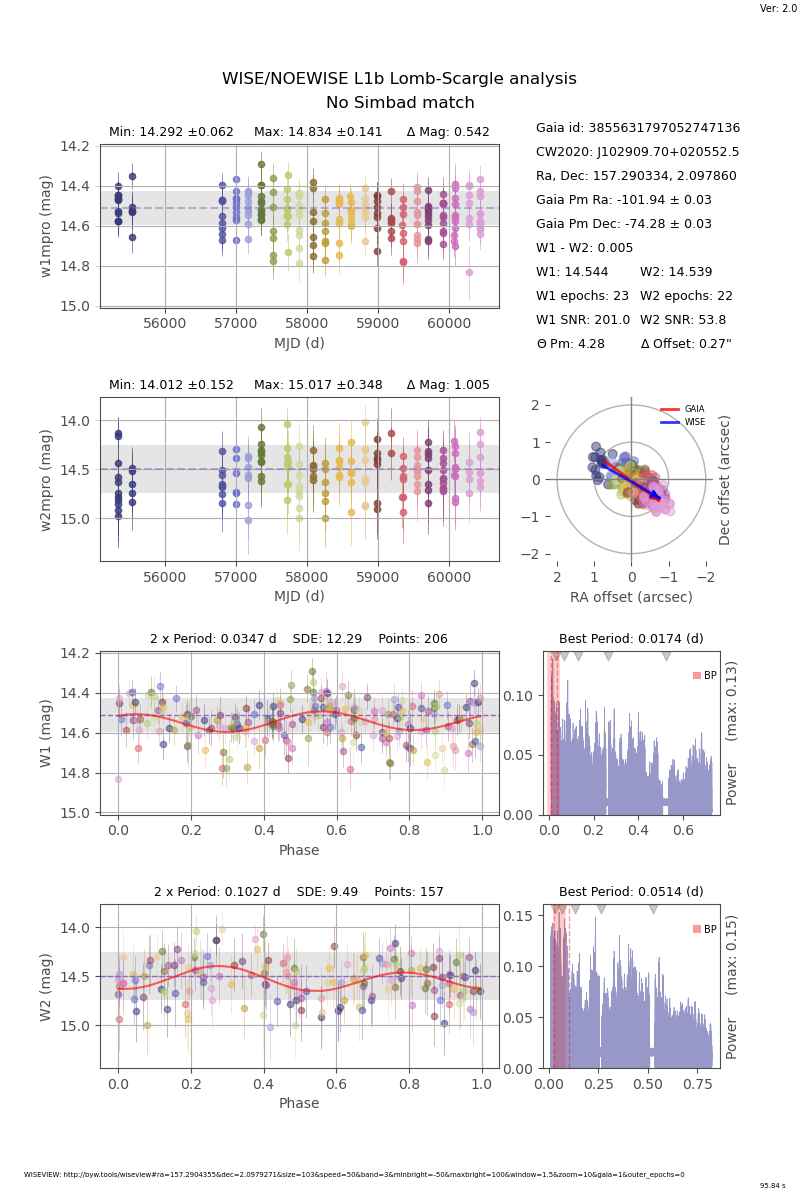 Ver: 2.0
WISE/NOEWISE L1b Lomb-Scargle analysis
No Simbad match
Min: 14.292 ±0.062 Max: 14.834 ±0.141 Δ Mag: 0.542
14.2
14.4
14.6
14.8
15.0
w1mpro (mag)
56000 57000 58000 59000 60000
MJD (d)
Gaia id: 3855631797052747136
CW2020: J102909.70+020552.5
Ra, Dec: 157.290334, 2.097860
Gaia Pm Ra: -101.94 ± 0.03
Gaia Pm Dec: -74.28 ± 0.03
W1 - W2: 0.005
W1: 14.544 W2: 14.539
W1 epochs: 23 W2 epochs: 22
W1 SNR: 201.0 W2 SNR: 53.8
Θ Pm: 4.28 Δ Offset: 0.27"
Min: 14.012 ±0.152 Max: 15.017 ±0.348 Δ Mag: 1.005
14.0
14.5
15.0
w2mpro (mag)
56000 57000 58000 59000 60000
MJD (d)
GAIA
WISE
2
1
0
−1
−2
2 1 0 −1 −2
RA offset (arcsec)
Dec offset (arcsec)
2 x Period: 0.0347 d SDE: 12.29 Points: 206
14.2
14.4
14.6
14.8
15.0
W1 (mag)
0.0 0.2 0.4 0.6 0.8 1.0
Phase
Best Period: 0.0174 (d)
BP
0.10
0.05
0.00
0.0 0.2 0.4 0.6
Power (max: 0.13)
2 x Period: 0.1027 d SDE: 9.49 Points: 157
14.0
14.5
15.0
W2 (mag)
0.0 0.2 0.4 0.6 0.8 1.0
Phase
Best Period: 0.0514 (d)
BP
0.15
0.10
0.05
0.00
0.00 0.25 0.50 0.75
Power (max: 0.15)
WISEVIEW: http://byw.tools/wiseview#ra=157.2904355&dec=2.0979271&size=103&speed=50&band=3&minbright=-50&maxbright=100&window=1.5&zoom=10&gaia=1&outer_epochs=0
95.84 s